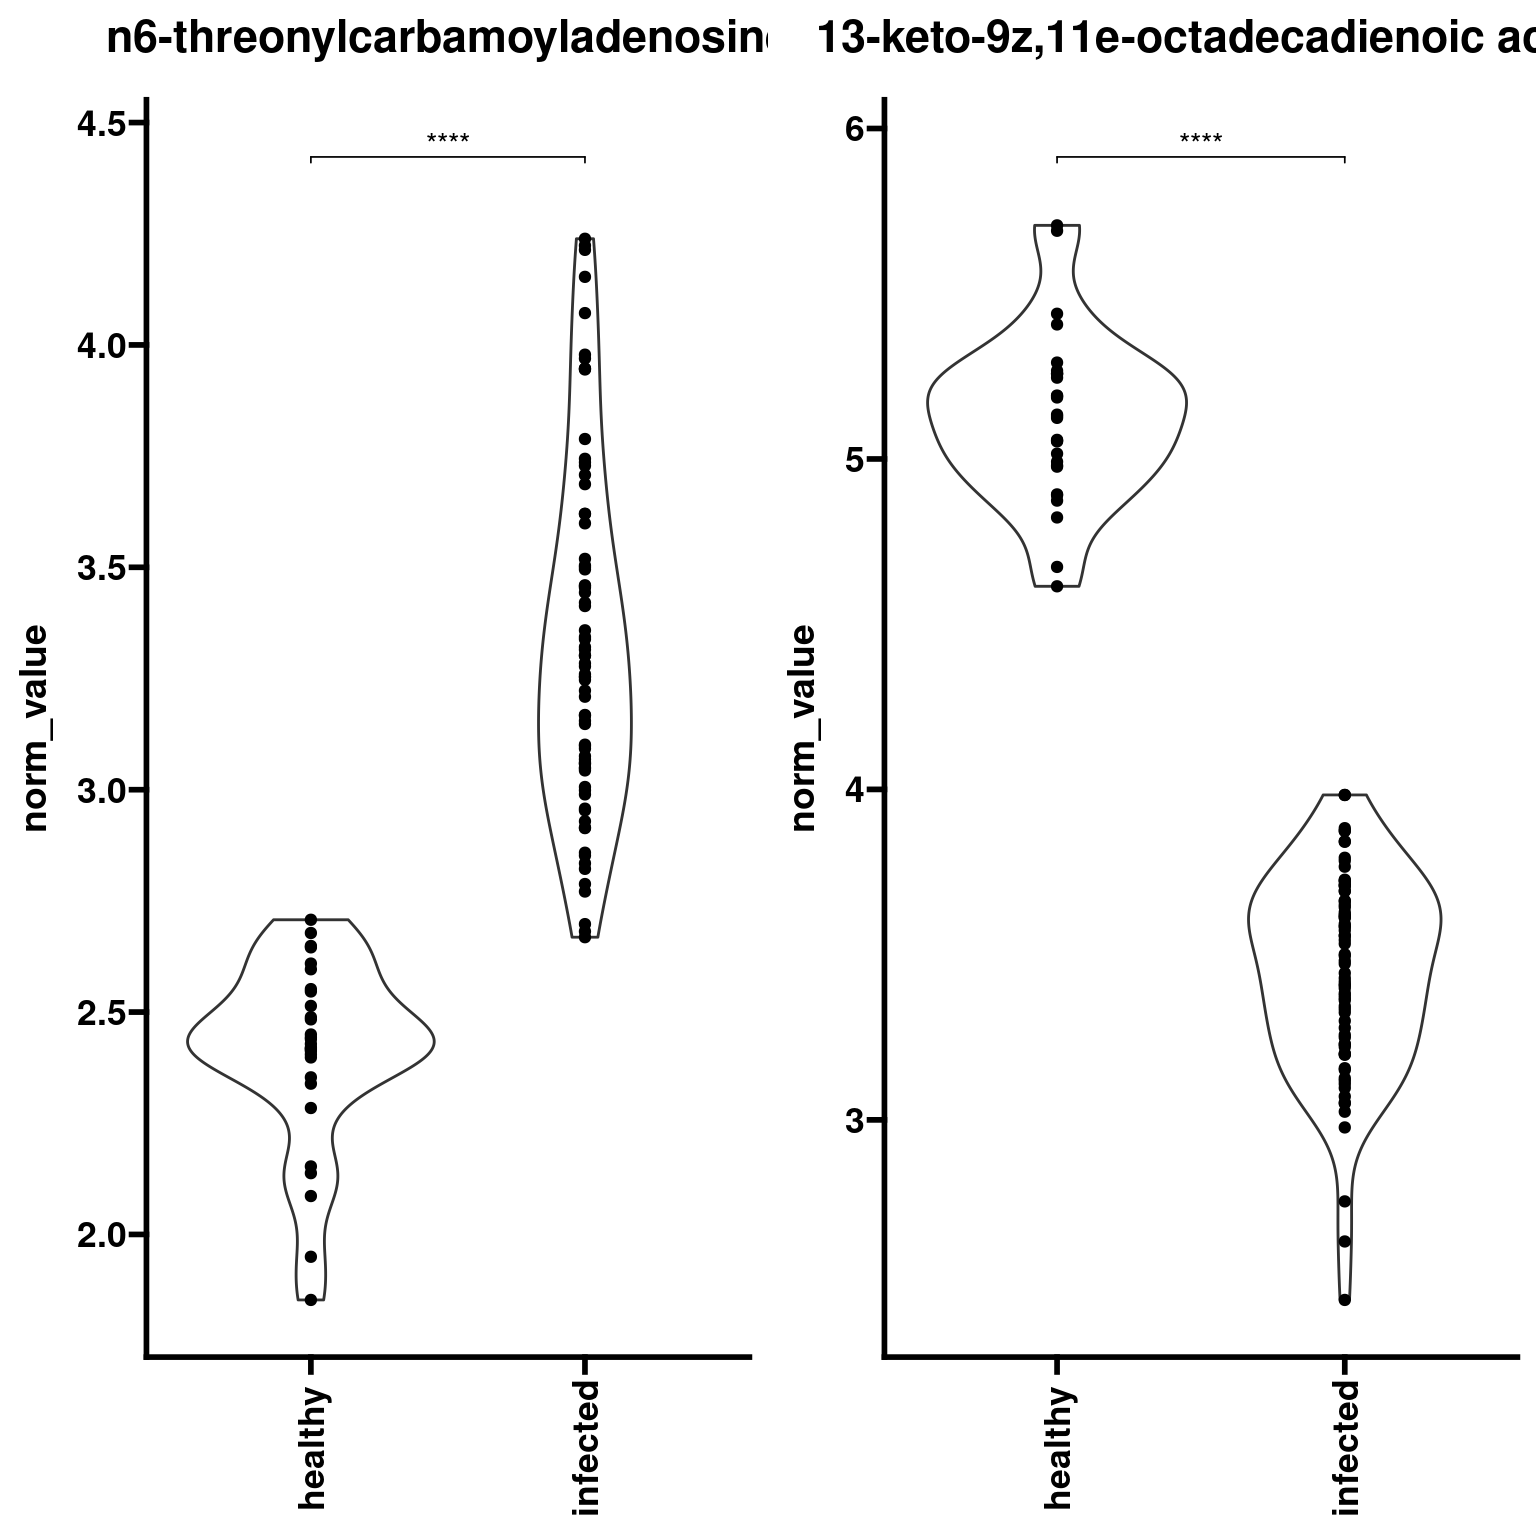 n6-threonylcarbamoyladenosin
4.5
4.0
3.5
3.0
2.5
2.0
norm_value
****
healthy
infected
13-keto-9z,11e-octadecadienoic ac
6
5
4
3
norm_value
****
healthy
infected